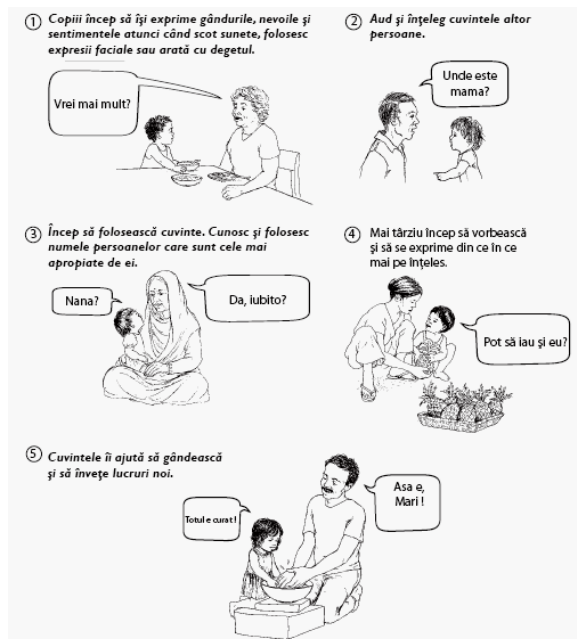 ① Copiii încep să își exprime gândurile, nevoile și
sentimentele atunci când scot sunete, folosesc
expresii faciale sau arată cu degetul.
Vrei mai mult?
② Aud și înțeleg cuvintele altor
persoane.
Unde este
mama?
③ Încep să folosească cuvinte. Cunosc și folosesc
numele persoanelor care sunt cele mai
apropiate de ei.
Nana?
Da, iubito?
④ Mai târziu încep să vorbească
și să se exprime din ce în ce
mai pe înțeles.
Pot să iau și eu?
⑤ Cuvintele îi ajută să gândească
și să învețe lucruri noi.
Totul e curat !
Asa e,
Mari !